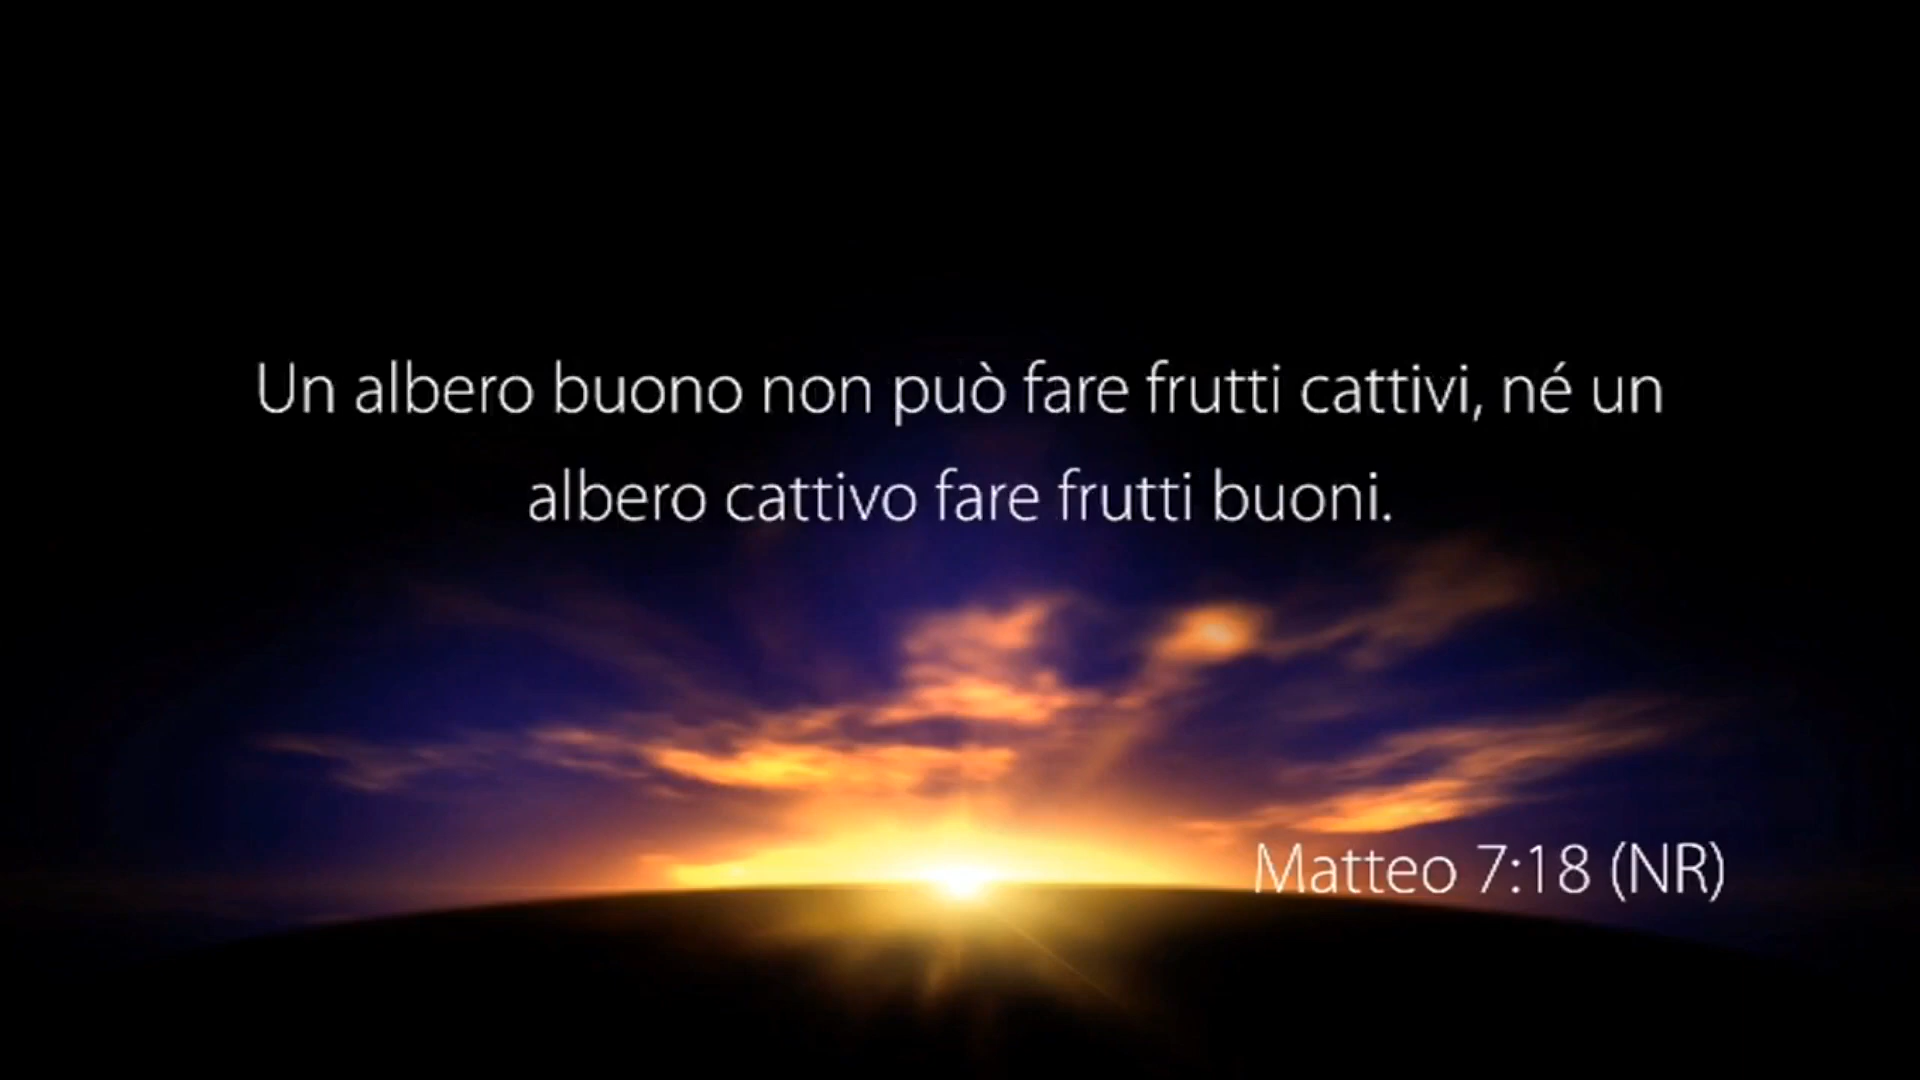 Un albero buono non può fare frutti cattivi, né un
albero cattivo fare frutti buoni.
Matteo 7:18 (NR)